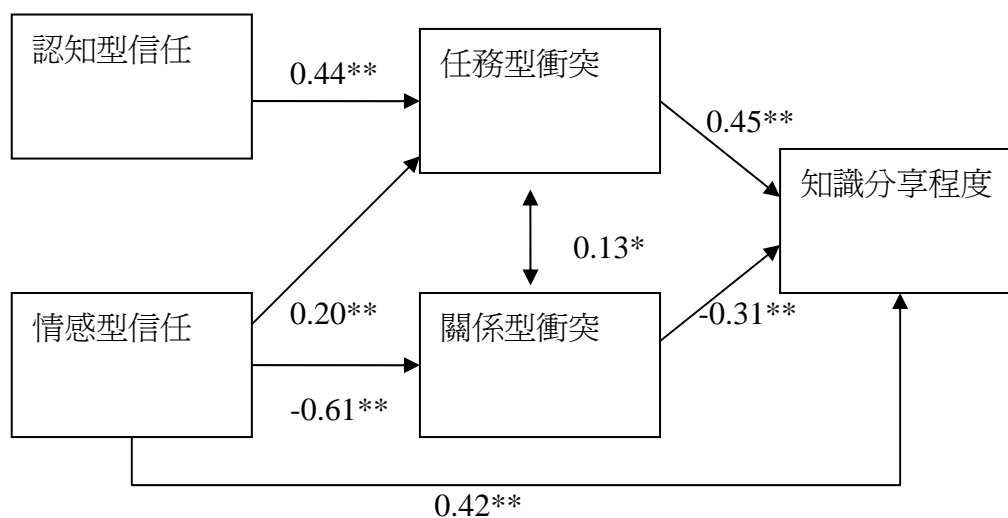 認知型信任
任務型衝突
0.44**
0.45**
知識分享程度
0.13*
情感型信任
0.20**
關係型衝突
-0.31**
-0.61**
0.42**